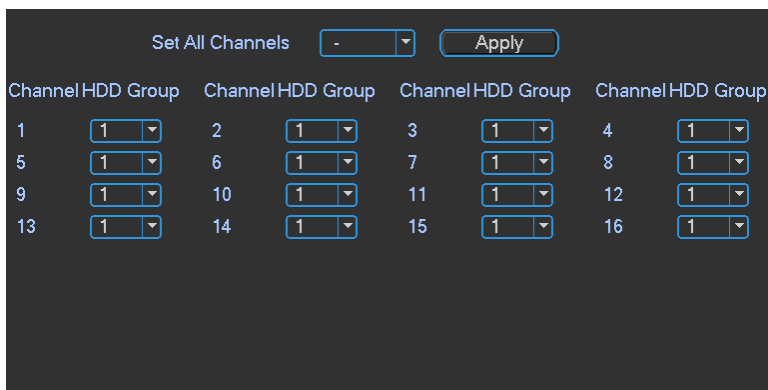 Set All Channels - Apply
Channel HDD Group Channel HDD Group Channel HDD Group Channel HDD Group
1 1 2 1 3 1 4 1
5 1 6 1 7 1 8 1
9 1 10 1 11 1 12 1
13 1 14 1 15 1 16 1